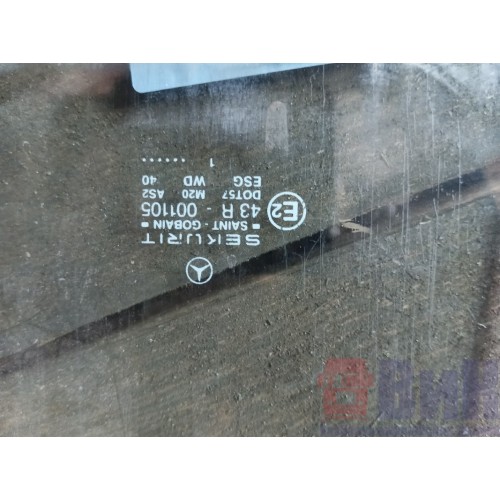 SEKURIT
SAINT - GOBAIN
E2 43 R - 001105
DOT57 M20 AS2
ESG WD 40
...... 1